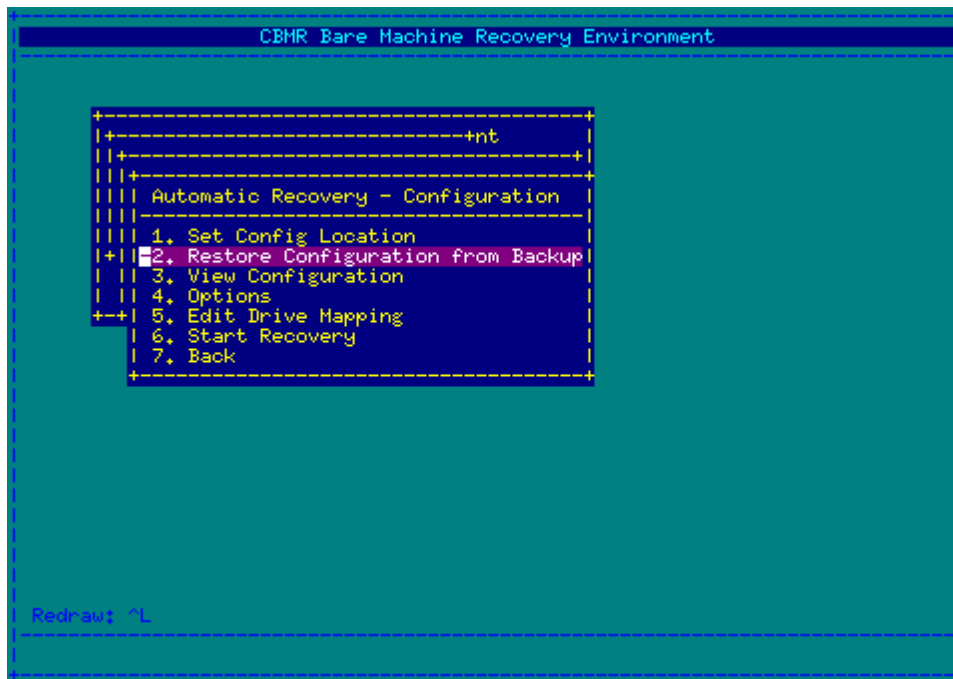 CBMR Bare Machine Recovery Environment
nt
Automatic Recovery - Configuration
1. Set Config Location
2. Restore Configuration from Backup
3. View Configuration
4. Options
5. Edit Drive Mapping
6. Start Recovery
7. Back
Redraw: ^L